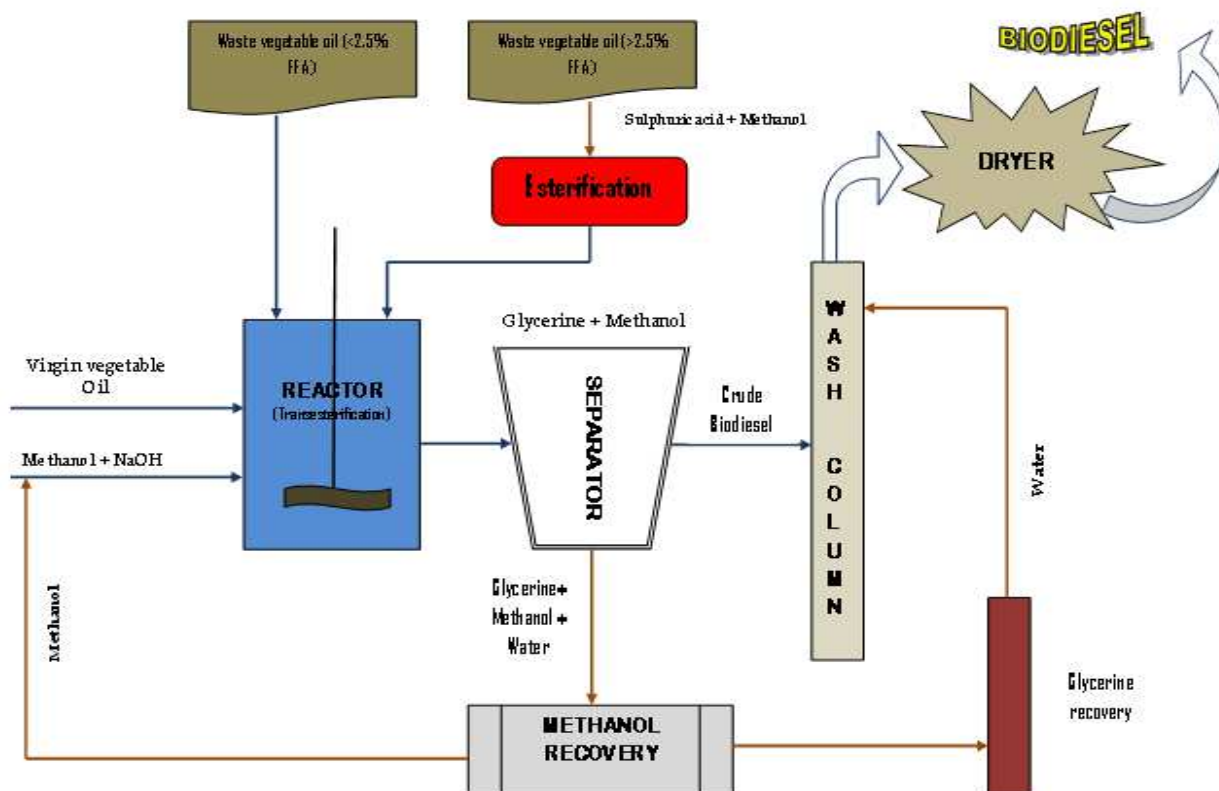 Waste vegetable oil (<2.5%
FFA)
Waste vegetable oil (>2.5%
FFA)
BIODIESEL
Sulphuric acid + Methanol
Esterification
DRYER
Glycerine + Methanol
Virgin vegetable
Oil
REACTOR
(Transesterification)
SEPARATOR
Crude
Biodiesel
WASH COLUMN
Methanol + NaOH
Water
Methanol
Glycerine+
Methanol +
Water
Glycerine
recovery
METHANOL
RECOVERY